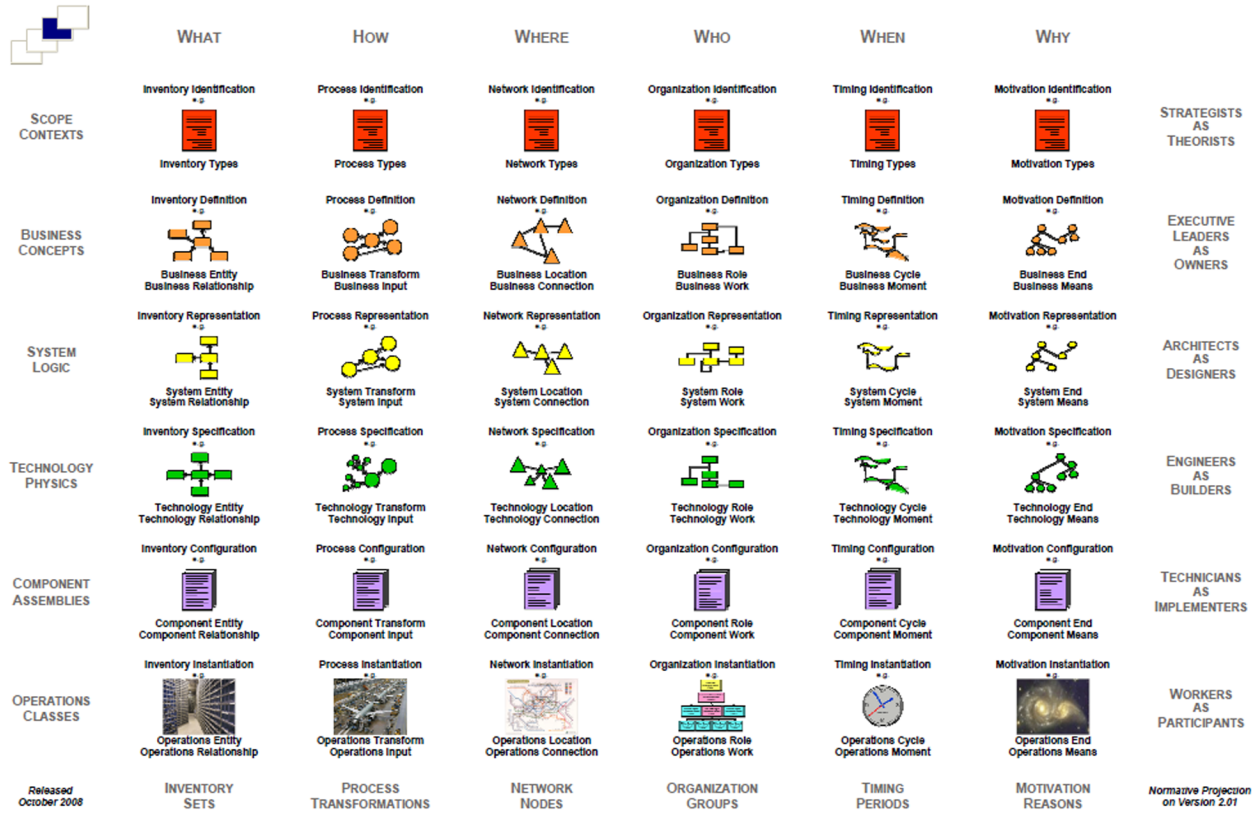 WHAT HOW WHERE WHO WHEN WHY
SCOPE
CONTEXTS
Inventory Identification Process Identification Network Identification Organization Identification Timing Identification Motivation Identification
e.g. e.g. e.g. e.g. e.g. e.g.
Inventory Types Process Types Network Types Organization Types Timing Types Motivation Types
STRATEGISTS
AS
THEORISTS
BUSINESS
CONCEPTS
Inventory Definition Process Definition Network Definition Organization Definition Timing Definition Motivation Definition
e.g. e.g. e.g. e.g. e.g. e.g.
Business Entity Business Transform Business Location Business Role Business Cycle Business End
Business Relationship Business Input Business Connection Business Work Business Moment Business Means
EXECUTIVE
LEADERS
AS
OWNERS
SYSTEM
LOGIC
Inventory Representation Process Representation Network Representation Organization Representation Timing Representation Motivation Representation
e.g. e.g. e.g. e.g. e.g. e.g.
System Entity System Transform System Location System Role System Cycle System End
System Relationship System Input System Connection System Work System Moment System Means
ARCHITECTS
AS
DESIGNERS
TECHNOLOGY
PHYSICS
Inventory Specification Process Specification Network Specification Organization Specification Timing Specification Motivation Specification
e.g. e.g. e.g. e.g. e.g. e.g.
Technology Entity Technology Transform Technology Location Technology Role Technology Cycle Technology End
Technology Relationship Technology Input Technology Connection Technology Work Technology Moment Technology Means
ENGINEERS
AS
BUILDERS
COMPONENT
ASSEMBLIES
Inventory Configuration Process Configuration Network Configuration Organization Configuration Timing Configuration Motivation Configuration
e.g. e.g. e.g. e.g. e.g. e.g.
Component Entity Component Transform Component Location Component Role Component Cycle Component End
Component Relationship Component Input Component Connection Component Work Component Moment Component Means
TECHNICIANS
AS
IMPLEMENTERS
OPERATIONS
CLASSES
Inventory Instantiation Process Instantiation Network Instantiation Organization Instantiation Timing Instantiation Motivation Instantiation
e.g. e.g. e.g. e.g. e.g. e.g.
Operations Entity Operations Transform Operations Location Operations Role Operations Cycle Operations End
Operations Relationship Operations Input Operations Connection Operations Work Operations Moment Operations Means
WORKERS
AS
PARTICIPANTS
Released
October 2008
INVENTORY PROCESS NETWORK ORGANIZATION TIMING MOTIVATION
SETS TRANSFORMATIONS NODES GROUPS PERIODS REASONS
Normative Projection
on Version 2.01